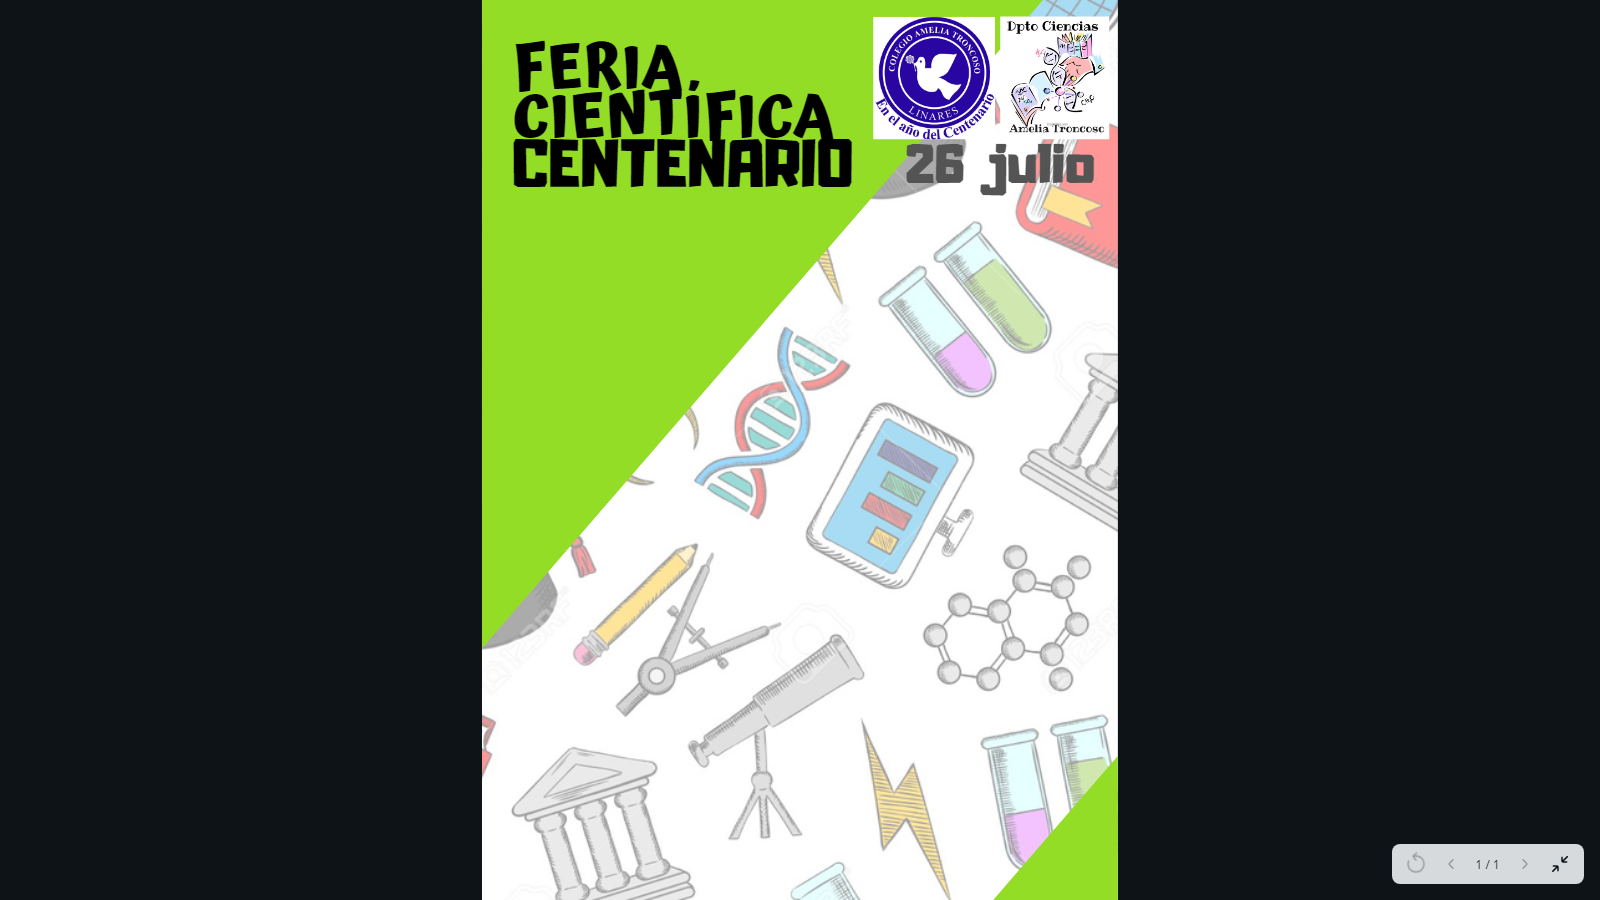 FERIA
CIENTÍFICA
CENTENARIO
COLEGIO AMELIA TRONCOSO
LINARES
En el año del Centenario
Dpto Ciencias
Amelia Troncoso
26 julio
1 / 1